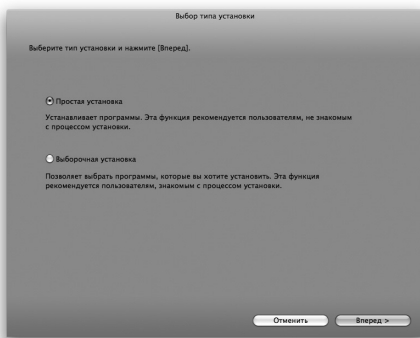 Выбор типа установки
Выберите тип установки и нажмите [Вперед].
Простая установка
Устанавливает программы. Эта функция рекомендуется пользователям, не знакомым
с процессом установки.
Выборочная установка
Позволяет выбрать программы, которые вы хотите установить. Эта функция
рекомендуется пользователям, знакомым с процессом установки.
Отменить
Вперед >